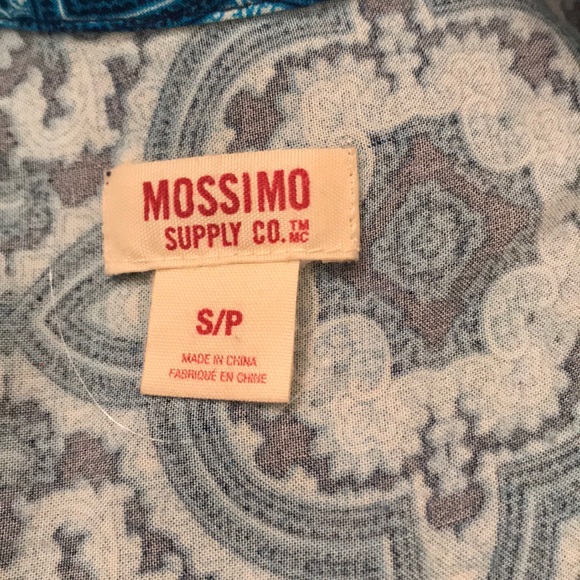 MOSSIMO
SUPPLY CO.™ MC
S/P
MADE IN CHINA
FABRIQUÉ EN CHINE